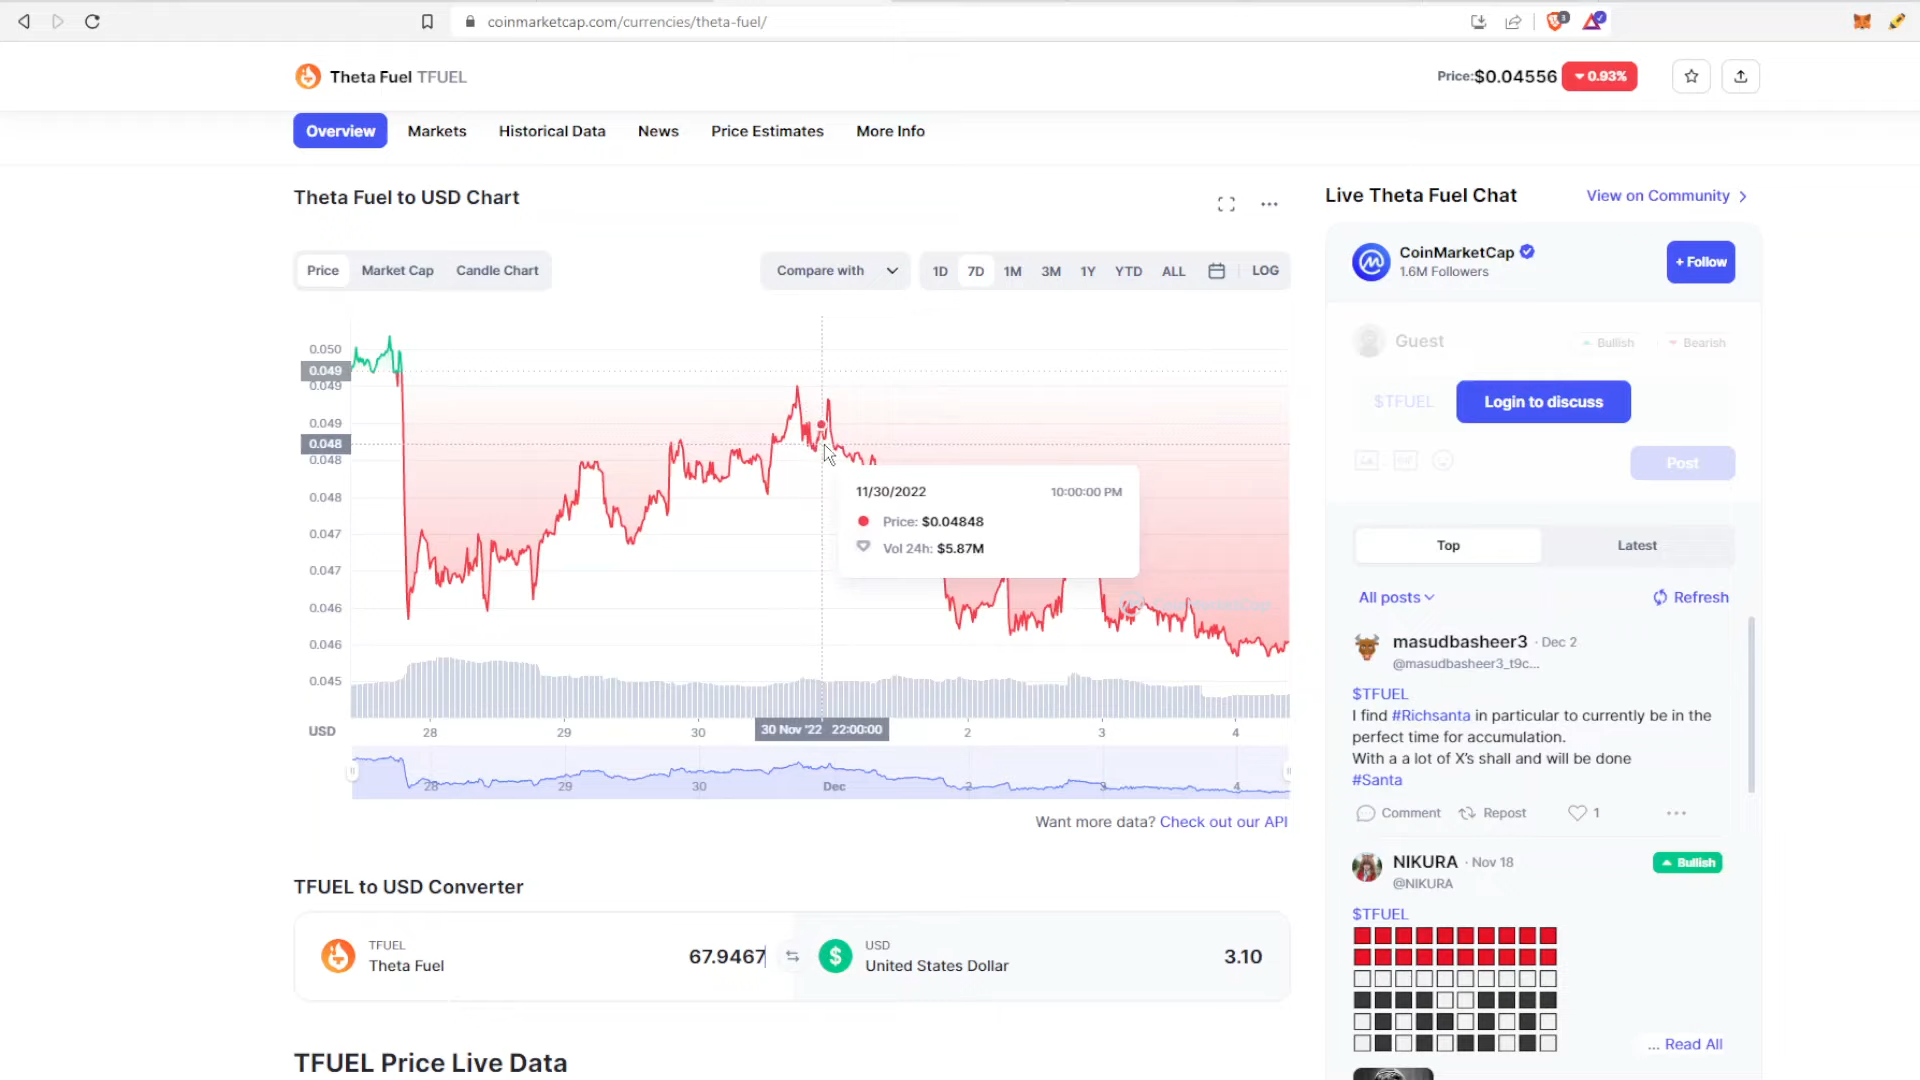 coinmarketcap.com/currencies/theta-fuel/
3
Theta Fuel TFUEL
Price:$0.04556 0.93%
Overview Markets Historical Data News Price Estimates More Info
Theta Fuel to USD Chart
Price Market Cap Candle Chart
Compare with
1D 7D 1M 3M 1Y YTD ALL LOG
0.050
0.049
0.049
0.049
0.048
0.048
0.048
0.047
0.047
0.046
0.046
0.045
11/30/2022 10:00:00 PM
Price: $0.04848
Vol 24h: $5.87M
CoinMarketCap
USD
28 29 30 30 Nov '22 22:00:00 2 3 4
28 29 30 Dec 2 3 4
Want more data? Check out our API
TFUEL to USD Converter
TFUEL
Theta Fuel
67.9467
USD
United States Dollar
3.10
TFUEL Price Live Data
Live Theta Fuel Chat
View on Community
CoinMarketCap
1.6M Followers
+ Follow
Guest
Bullish Bearish
$TFUEL
Login to discuss
GIF
Post
Top Latest
All posts
Refresh
masudbasheer3 · Dec 2
@masudbasheer3_t9c...
$TFUEL
I find #Richsanta in particular to currently be in the
perfect time for accumulation.
With a a lot of X's shall and will be done
#Santa
Comment Repost 1
NIKURA · Nov 18
Bullish
@NIKURA
$TFUEL
... Read All